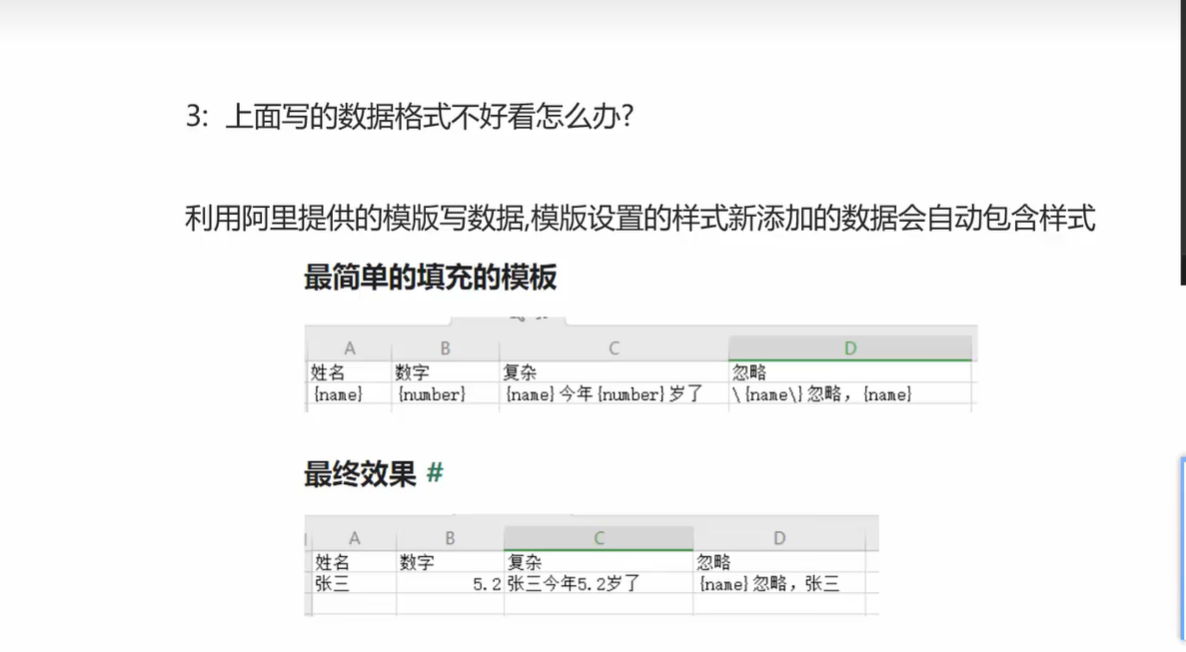 3: 上面写的数据格式不好看怎么办?
利用阿里提供的模版写数据,模版设置的样式新添加的数据会自动包含样式
最简单的填充的模板
A B C D
姓名 数字 复杂 忽略
{name} {number} {name}今年{number}岁了 \{name\}忽略，{name}
最终效果 #
A B C D
姓名 数字 复杂 忽略
张三 5.2 张三今年5.2岁了 {name}忽略，张三